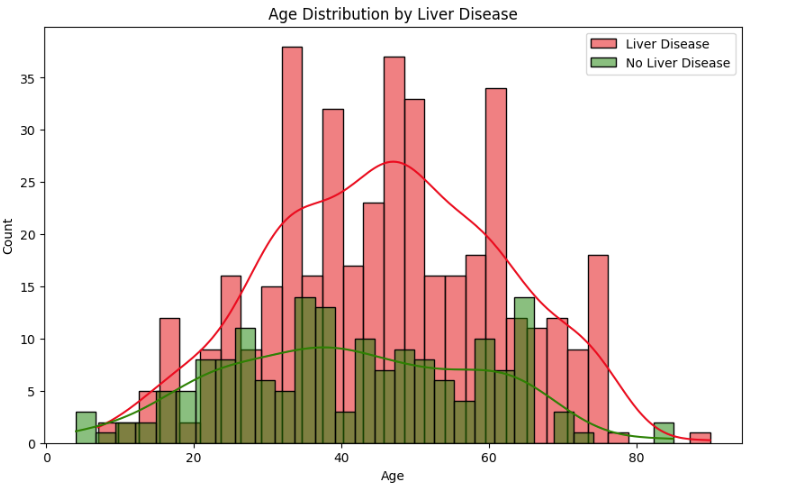 Age Distribution by Liver Disease
Liver Disease
No Liver Disease
35
30
25
20
15
10
5
0
Count
0 20 40 60 80
Age